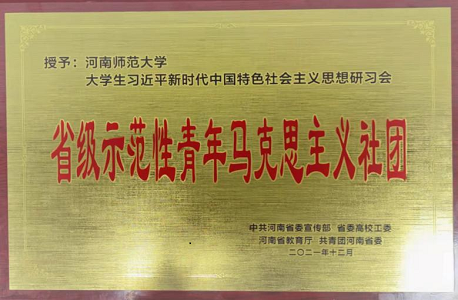 授予：河南师范大学
大学生习近平新时代中国特色社会主义思想研习会
省级示范性青年马克思主义社团
中共河南省委宣传部 省委高校工委
河南省教育厅 共青团河南省委
二〇二一年十二月